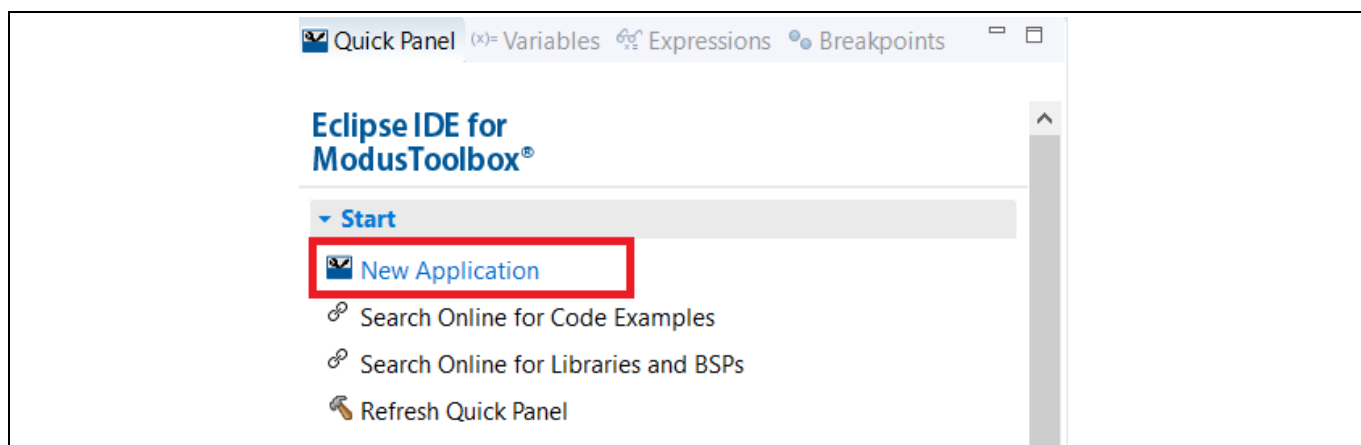 Quick Panel (x)= Variables Expressions Breakpoints
Eclipse IDE for
ModusToolbox®
Start
New Application
Search Online for Code Examples
Search Online for Libraries and BSPs
Refresh Quick Panel